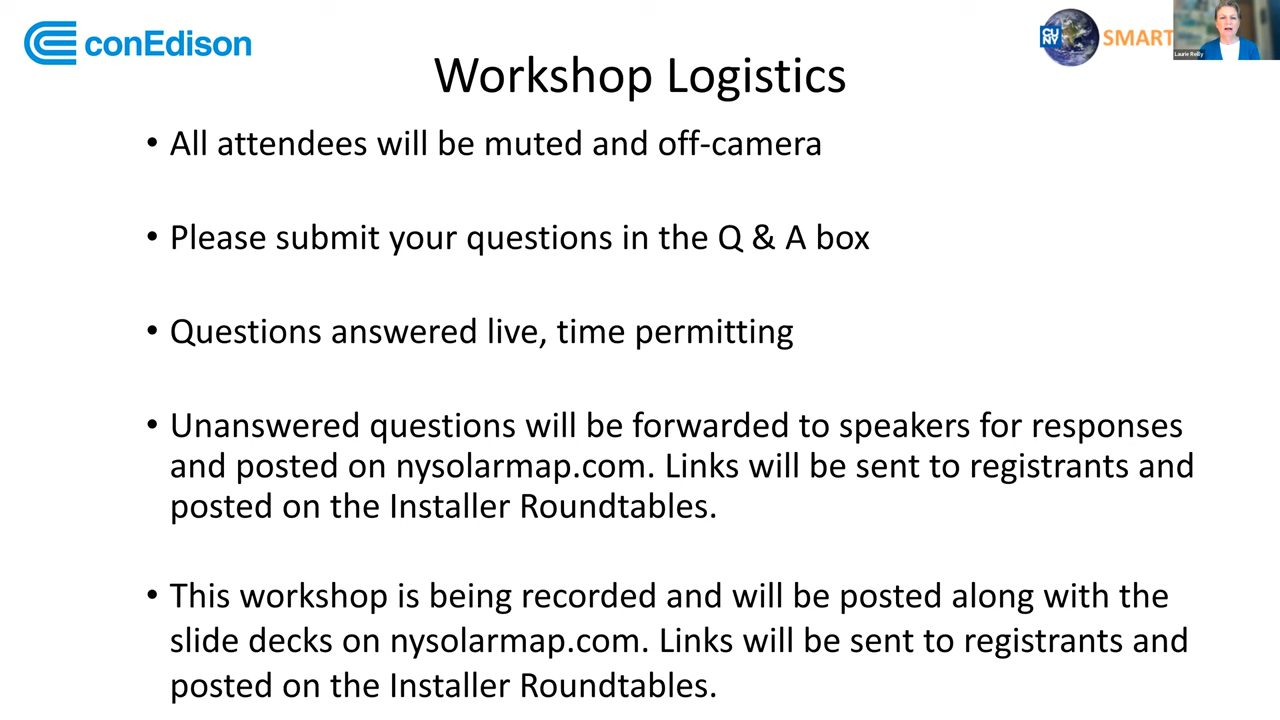 conEdison
CU
NY
SMART
Laurie Reilly
Workshop Logistics
• All attendees will be muted and off-camera
• Please submit your questions in the Q & A box
• Questions answered live, time permitting
• Unanswered questions will be forwarded to speakers for responses
and posted on nysolarmap.com. Links will be sent to registrants and
posted on the Installer Roundtables.
• This workshop is being recorded and will be posted along with the
slide decks on nysolarmap.com. Links will be sent to registrants and
posted on the Installer Roundtables.